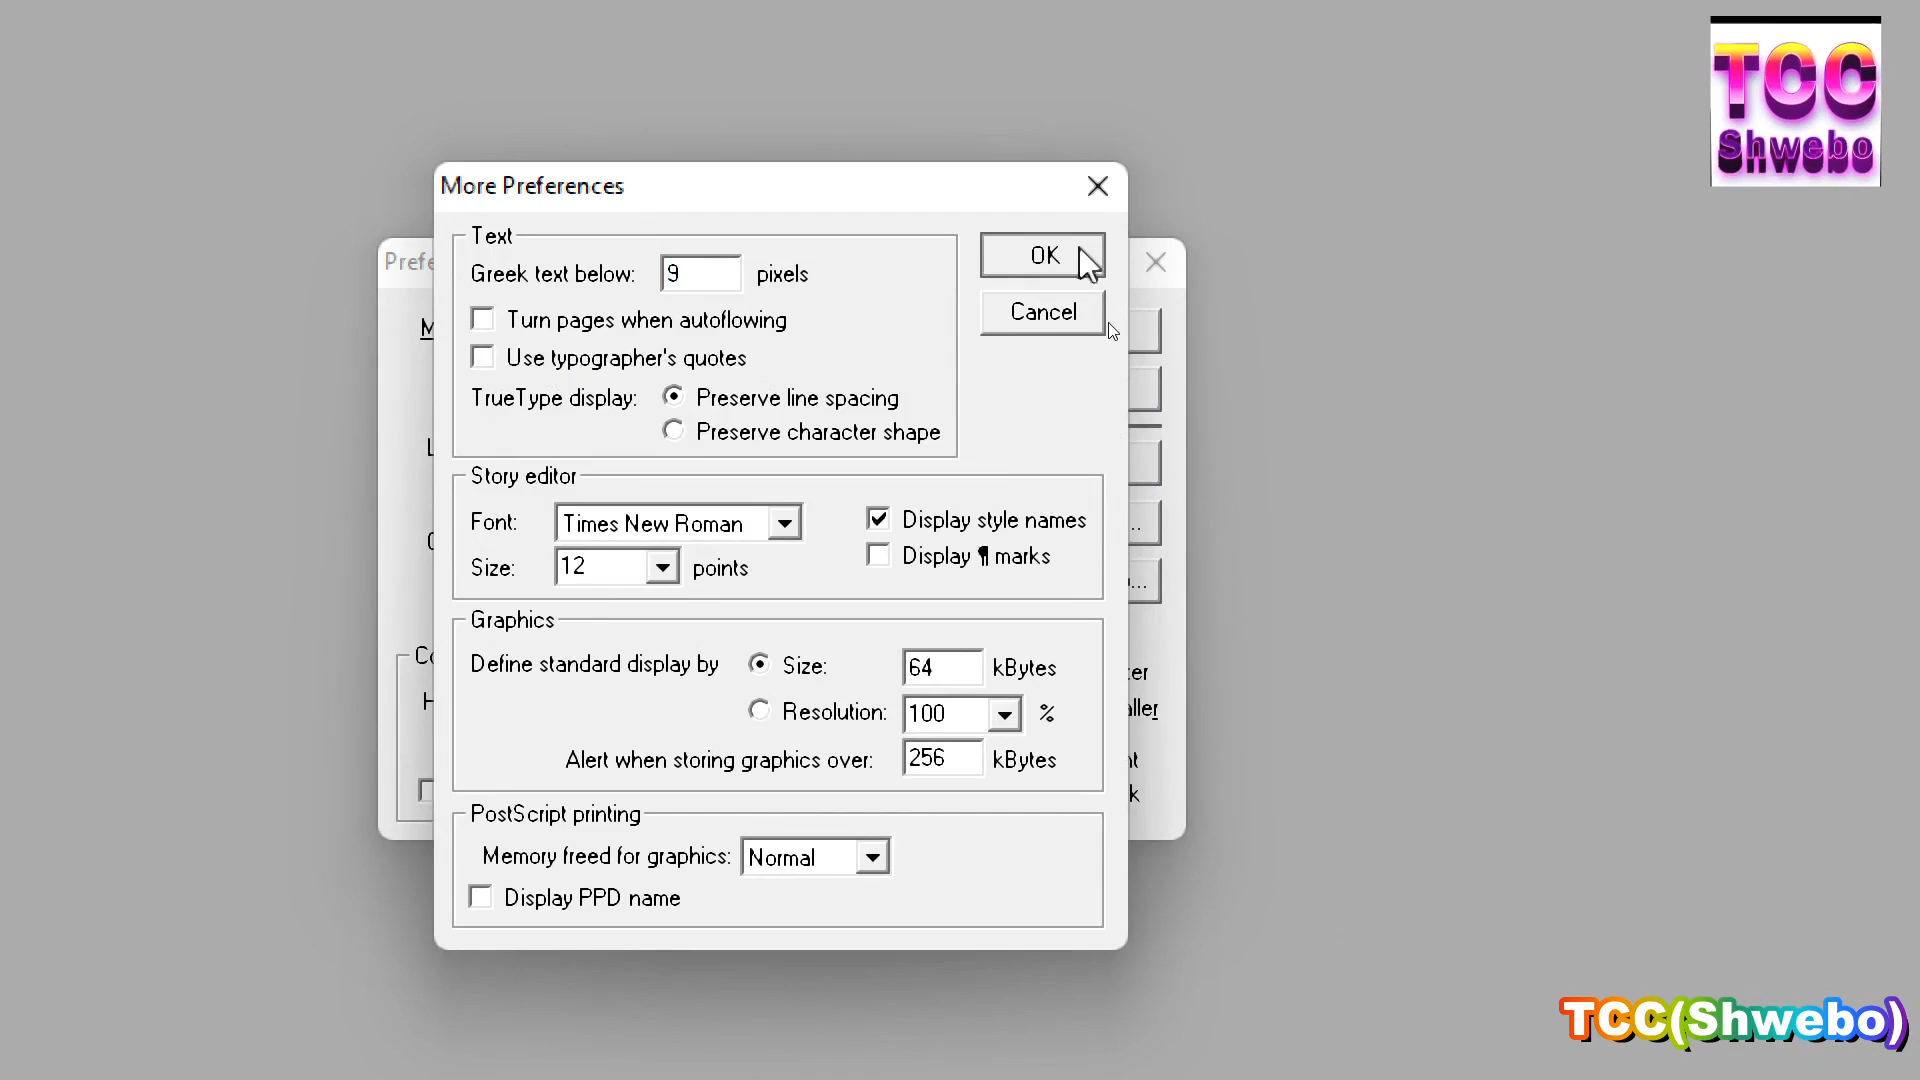 TCC
Shwebo
More Preferences
Prefe
Text
Greek text below: 9 pixels
OK
Turn pages when autoflowing
Cancel
Use typographer's quotes
TrueType display: Preserve line spacing
Preserve character shape
Story editor
Font: Times New Roman
Display style names
Size: 12 points
Display ¶ marks
Graphics
Define standard display by Size: 64 kBytes
Resolution: 100 %
Alert when storing graphics over: 256 kBytes
PostScript printing
Memory freed for graphics: Normal
Display PPD name
TCC(Shwebo)